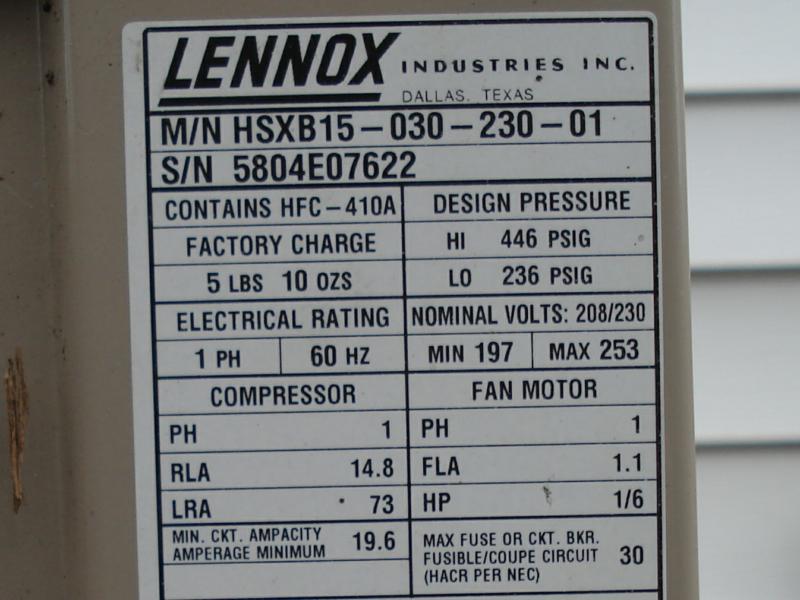 LENNOX INDUSTRIES INC.
DALLAS, TEXAS
M/N HSXB15-030-230-01
S/N 5804E07622
CONTAINS HFC-410A
DESIGN PRESSURE
FACTORY CHARGE
HI 446 PSIG
5 LBS 10 OZS
LO 236 PSIG
ELECTRICAL RATING
NOMINAL VOLTS: 208/230
1 PH 60 HZ
MIN 197 MAX 253
COMPRESSOR
FAN MOTOR
PH 1
PH 1
RLA 14.8
FLA 1.1
LRA 73
HP 1/6
MIN. CKT. AMPACITY
AMPERAGE MINIMUM 19.6
MAX FUSE OR CKT. BKR.
FUSIBLE/COUPE CIRCUIT 30
(HACR PER NEC)